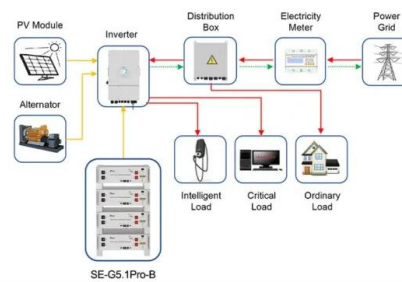 PV Module
Inverter
Distribution
Box
Electricity
Meter
Power
Grid
Alternator
Intelligent
Load
Critical
Load
Ordinary
Load
SE-G5.1Pro-B